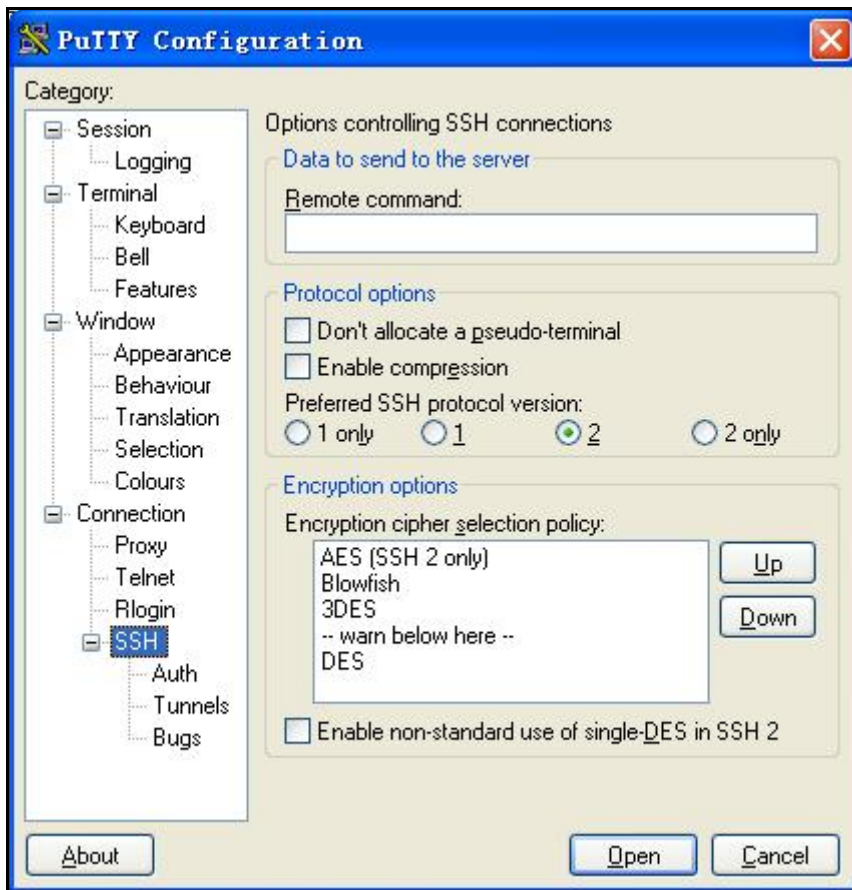 PuTTY Configuration
Category:
Session
Logging
Terminal
Keyboard
Bell
Features
Window
Appearance
Behaviour
Translation
Selection
Colours
Connection
Proxy
Telnet
Rlogin
SSH
Auth
Tunnels
Bugs
Options controlling SSH connections
Data to send to the server
Remote command:
Protocol options
Don't allocate a pseudo-terminal
Enable compression
Preferred SSH protocol version:
1 only 1 2 2 only
Encryption options
Encryption cipher selection policy:
AES (SSH 2 only)
Blowfish
3DES
-- warn below here --
DES
Up
Down
Enable non-standard use of single-DES in SSH 2
About Open Cancel